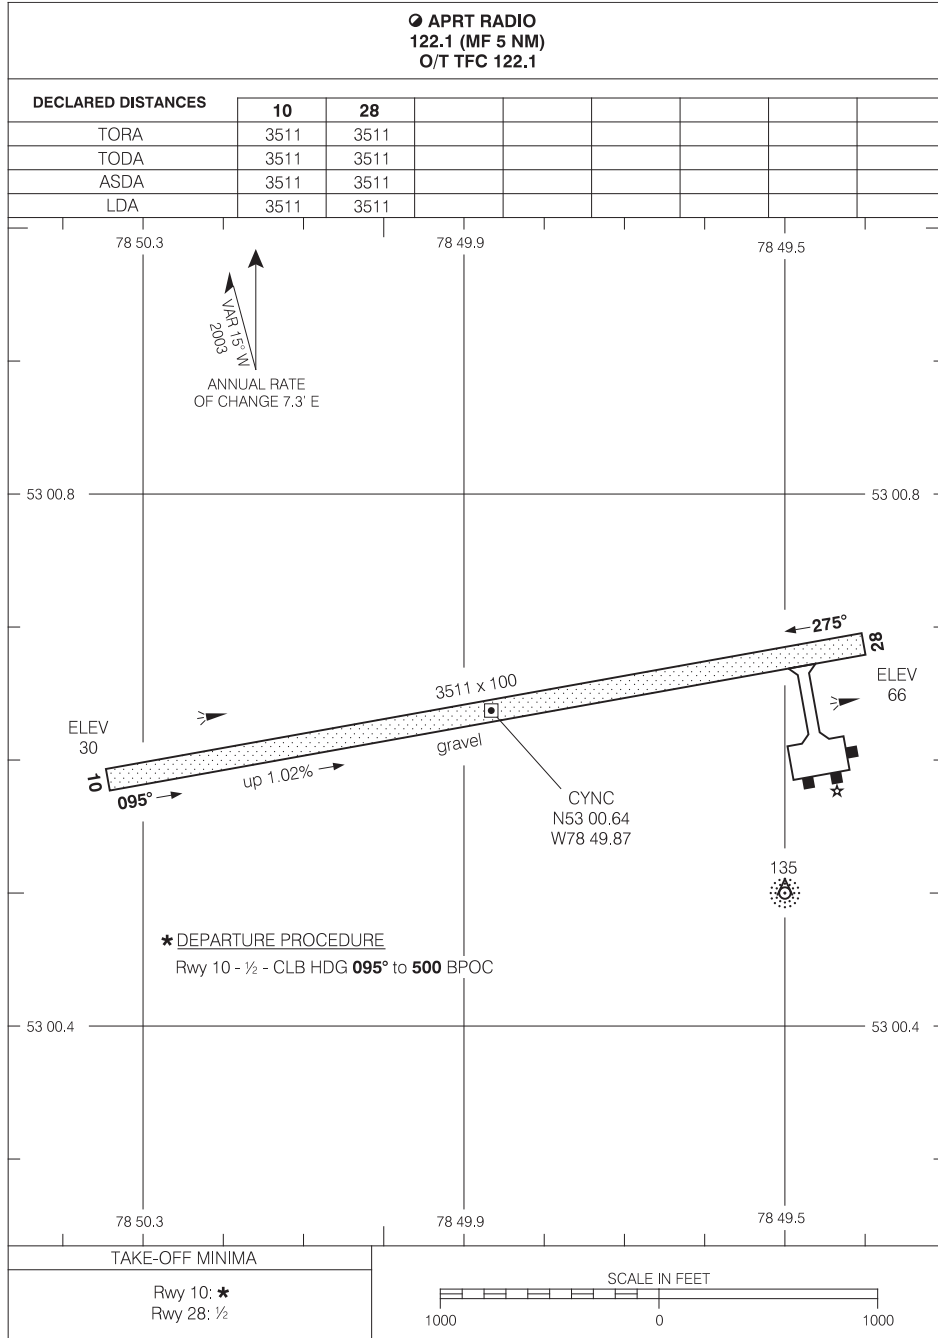 APRT RADIO
122.1 (MF 5 NM)
O/T TFC 122.1
DECLARED DISTANCES 10 28
TORA 3511 3511
TODA 3511 3511
ASDA 3511 3511
LDA 3511 3511
78 50.3 78 49.9 78 49.5
VAR 15° W
2003
ANNUAL RATE
OF CHANGE 7.3' E
53 00.8 53 00.8
275°
28
ELEV
66
3511 x 100
ELEV
30
gravel
up 1.02%
10
095°
CYNC
N53 00.64
W78 49.87
135
* DEPARTURE PROCEDURE
Rwy 10 - ½ - CLB HDG 095° to 500 BPOC
53 00.4 53 00.4
78 50.3 78 49.9 78 49.5
TAKE-OFF MINIMA
Rwy 10: *
Rwy 28: ½
SCALE IN FEET
1000 0 1000